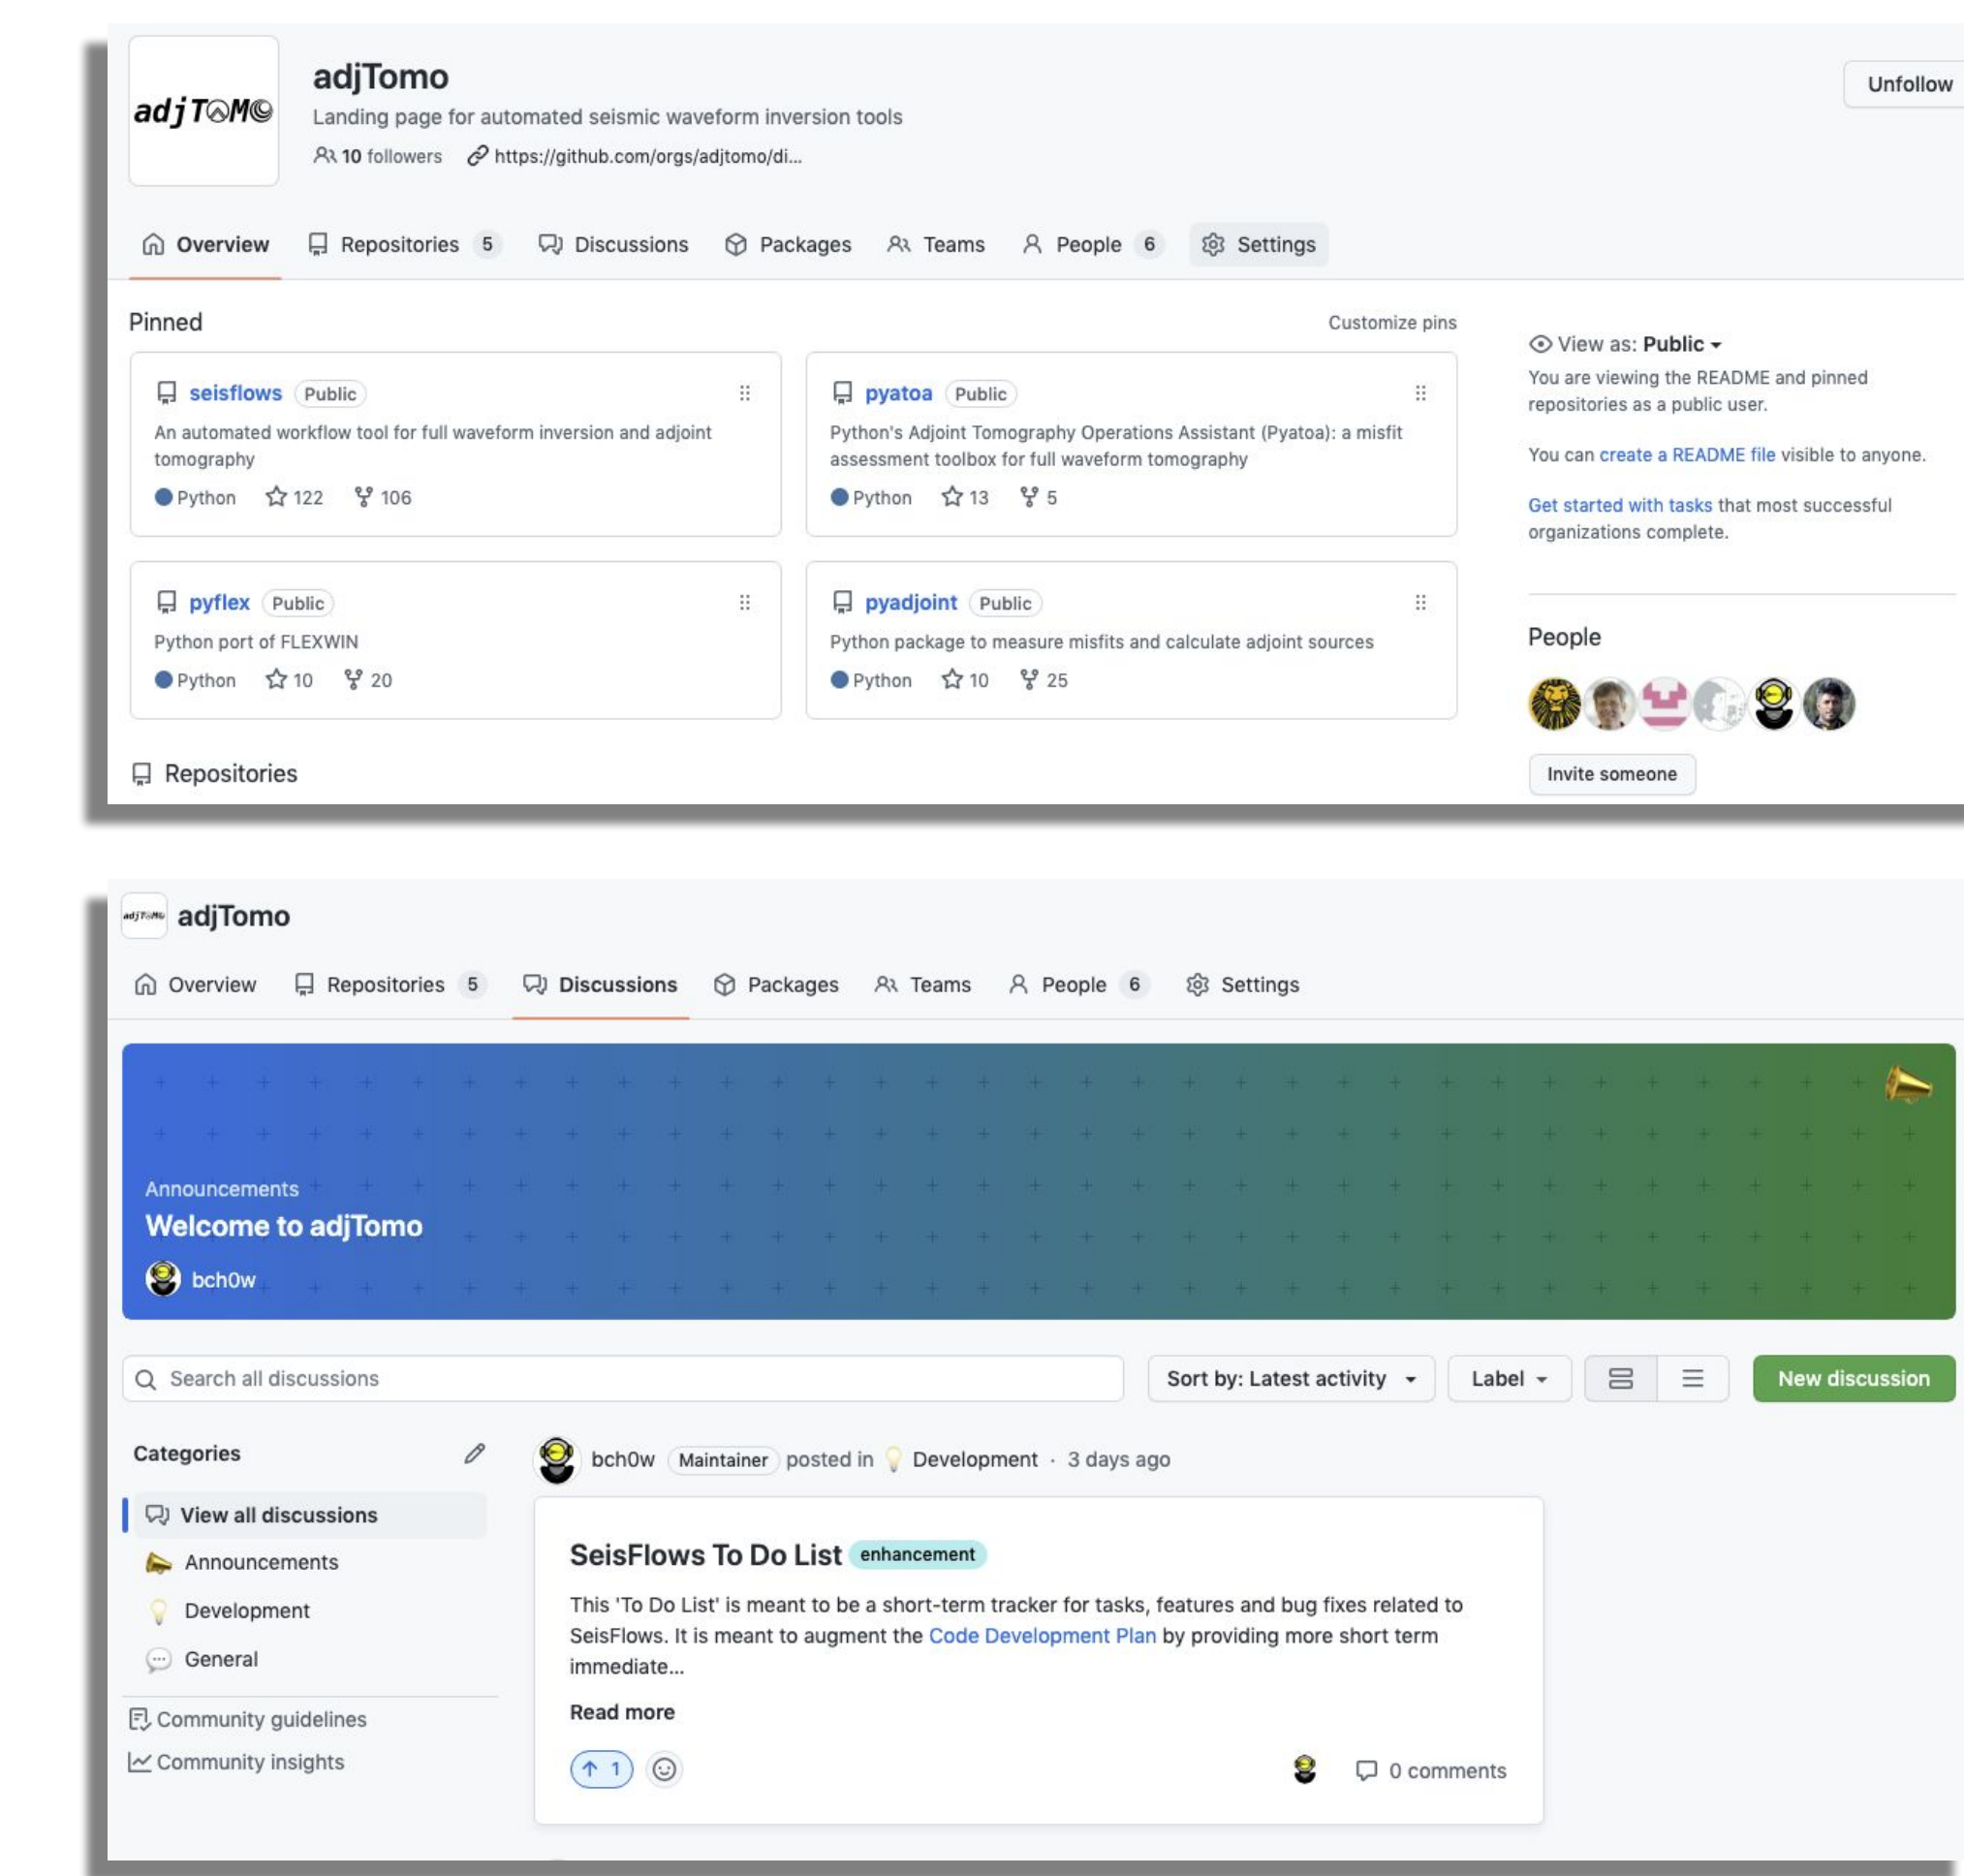 adjTOMO
adjTomo
Landing page for automated seismic waveform inversion tools
10 followers https://github.com/orgs/adjtomo/di...
Unfollow
Overview Repositories 5 Discussions Packages Teams People 6 Settings
Pinned
Customize pins
seisflows Public
An automated workflow tool for full waveform inversion and adjoint
tomography
Python 122 106
pyatoa Public
Python's Adjoint Tomography Operations Assistant (Pyatoa): a misfit
assessment toolbox for full waveform tomography
Python 13 5
pyflex Public
Python port of FLEXWIN
Python 10 20
pyadjoint Public
Python package to measure misfits and calculate adjoint sources
Python 10 25
Repositories
View as: Public
You are viewing the README and pinned
repositories as a public user.
You can create a README file visible to anyone.
Get started with tasks that most successful
organizations complete.
People
Invite someone
adjTOMO
adjTomo
Overview Repositories 5 Discussions Packages Teams People 6 Settings
Announcements
Welcome to adjTomo
bch0w
Search all discussions
Sort by: Latest activity
Label
New discussion
Categories
View all discussions
Announcements
Development
General
Community guidelines
Community insights
bch0w Maintainer posted in Development · 3 days ago
SeisFlows To Do List enhancement
This 'To Do List' is meant to be a short-term tracker for tasks, features and bug fixes related to
SeisFlows. It is meant to augment the Code Development Plan by providing more short term
immediate...
Read more
1
0 comments